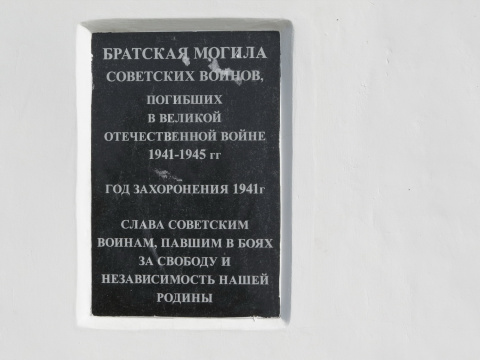 БРАТСКАЯ МОГИЛА
СОВЕТСКИХ ВОИНОВ,
ПОГИБШИХ
В ВЕЛИКОЙ
ОТЕЧЕСТВЕННОЙ ВОЙНЕ
1941-1945 гг
ГОД ЗАХОРОНЕНИЯ 1941г
СЛАВА СОВЕТСКИМ
ВОИНАМ, ПАВШИМ В БОЯХ
ЗА СВОБОДУ И
НЕЗАВИСИМОСТЬ НАШЕЙ
РОДИНЫ